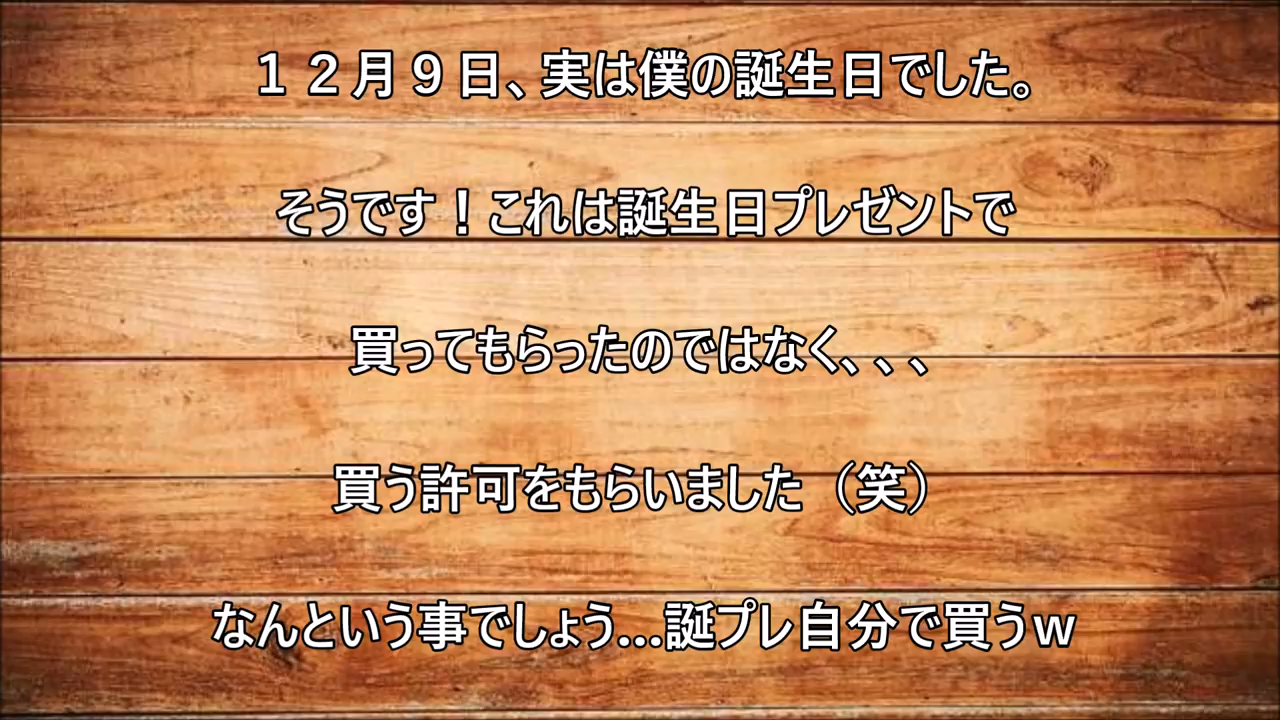 １２月９日、実は僕の誕生日でした。
そうです！これは誕生日プレゼントで
買ってもらったのではなく、、、
買う許可をもらいました（笑）
なんという事でしょう…誕プレ自分で買うｗ